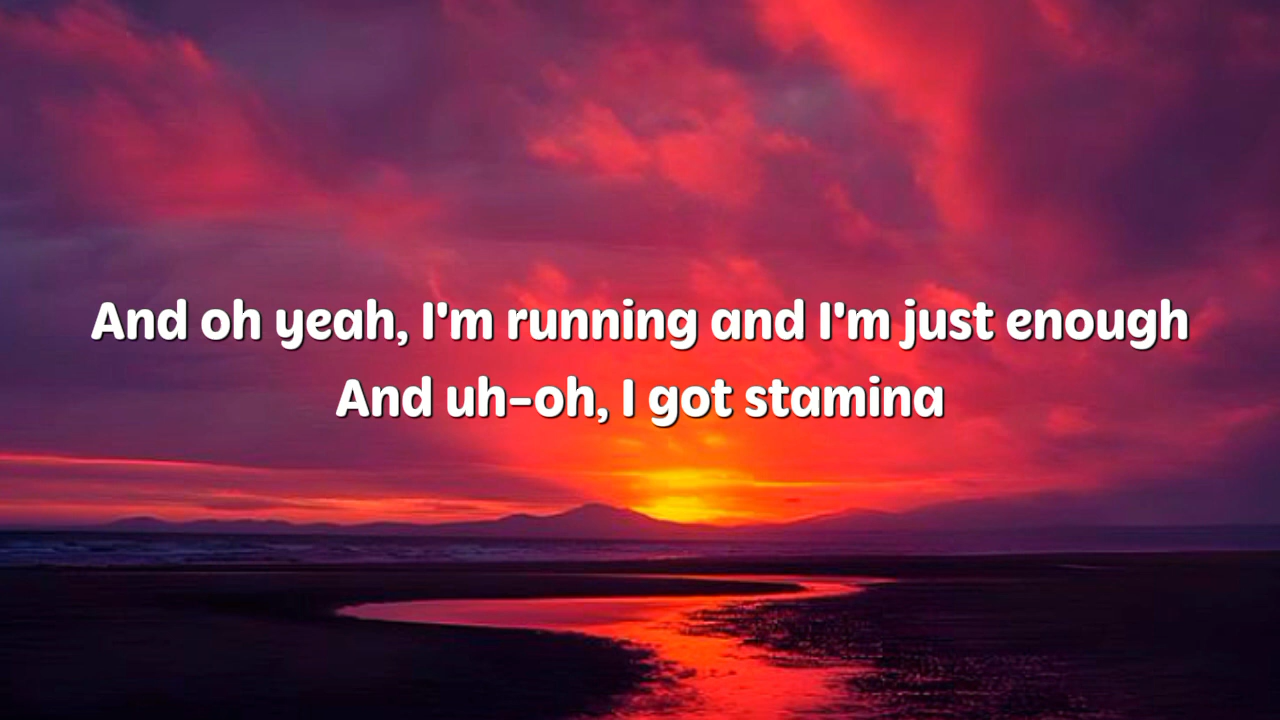 And oh yeah, I'm running and I'm just enough
And uh-oh, I got stamina